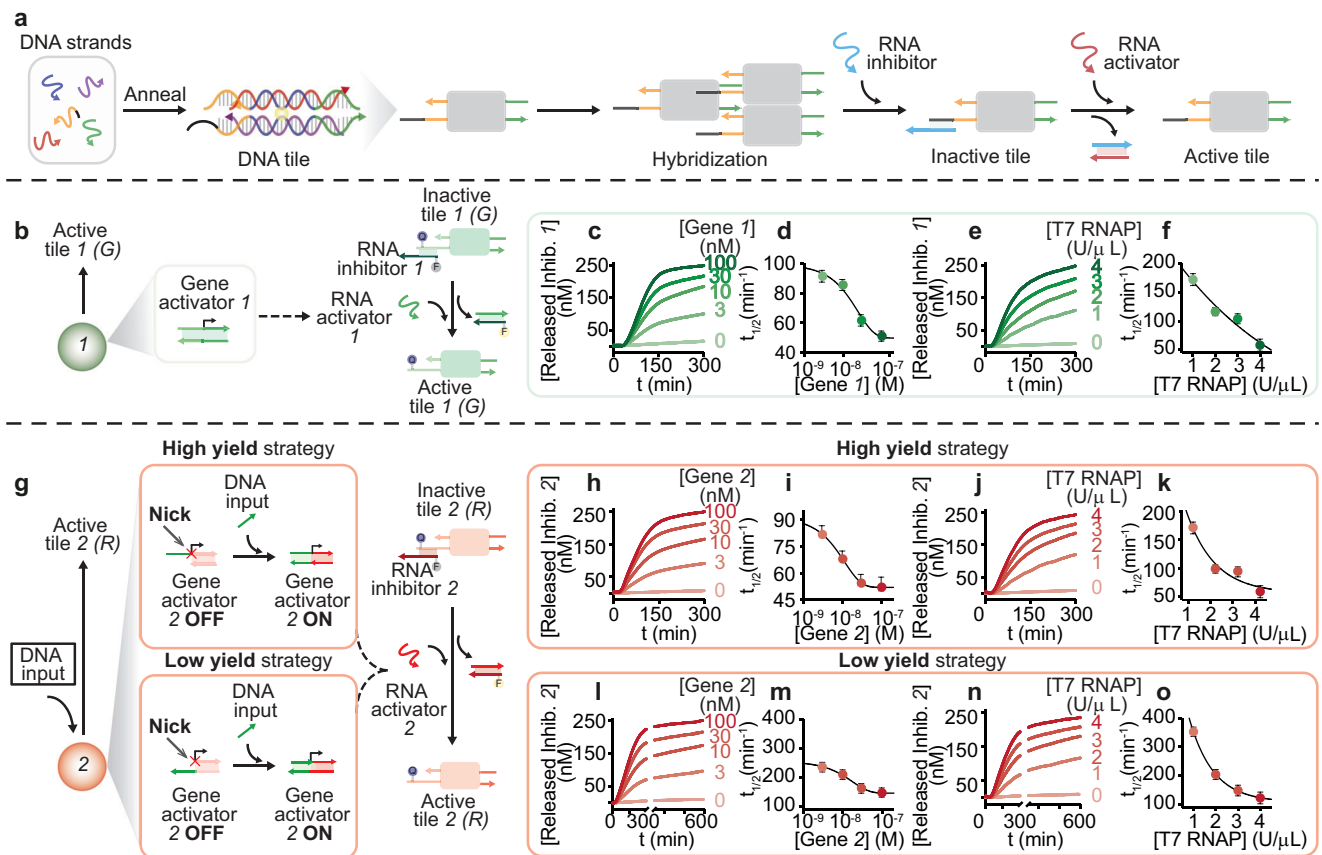 a
DNA strands
Anneal
DNA tile
Hybridization
RNA
inhibitor
Inactive tile
RNA
activator
Active tile
b
Active
tile 1 (G)
1
Gene
activator 1
Inactive
tile 1 (G)
RNA
inhibitor 1
Q
F
RNA
activator
1
F
Q
Active
tile 1 (G)
c
[Released Inhib. 1]
(nM)
250
150
50
0 150 300
t (min)
[Gene 1]
(nM)
100
30
10
3
0
d
t1/2(min-1)
100
80
60
40
10-9 10-8 10-7
[Gene 1] (M)
e
[Released Inhib. 1]
(nM)
250
150
50
0 150 300
t (min)
[T7 RNAP]
(U/μ L)
4
3
2
1
0
f
t1/2(min-1)
200
150
100
50
1 2 3 4
[T7 RNAP] (U/μL)
High yield strategy
High yield strategy
g
Active
tile 2 (R)
DNA
input
2
Nick
DNA
input
Gene
activator
2 OFF
Gene
activator
2 ON
Low yield strategy
Nick
DNA
input
Gene
activator
2 OFF
Gene
activator
2 ON
Inactive
tile 2 (R)
Q
F
RNA
inhibitor 2
RNA
activator
2
F
Q
Active
tile 2 (R)
h
[Released Inhib. 2]
(nM)
250
150
50
0 150 300
t (min)
[Gene 2]
(nM)
100
30
10
3
0
i
t1/2(min-1)
90
75
60
45
10-9 10-8 10-7
[Gene 2] (M)
j
[Released Inhib. 2]
(nM)
250
150
50
0 150 300
t (min)
[T7 RNAP]
(U/μ L)
4
3
2
1
0
k
t1/2(min-1)
200
150
100
50
1 2 3 4
[T7 RNAP] (U/μL)
Low yield strategy
l
[Released Inhib. 2]
(nM)
250
150
50
0 300 600
t (min)
[Gene 2]
(nM)
100
30
10
3
0
m
t1/2(min-1)
400
300
200
100
10-9 10-8 10-7
[Gene 2] (M)
n
[Released Inhib. 2]
(nM)
250
150
50
0 300 600
t (min)
[T7 RNAP]
(U/μ L)
4
3
2
1
0
o
t1/2(min-1)
400
300
200
100
1 2 3 4
[T7 RNAP] (U/μL)